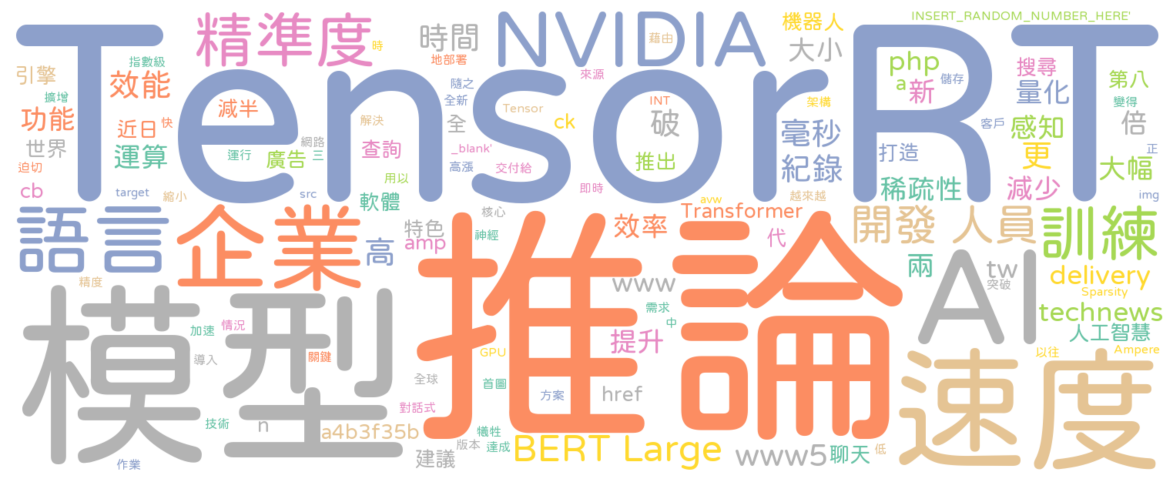 TensorRT
推論
模型
速度
語言
企業
AI
NVIDIA
訓練
精準度
開發 人員
BERT Large
INSERT_RANDOM_NUMBER_HERE'
時間
機器人
大小
php
a
新
搜尋
量化
第八
變得
倍
正
引擎
指數級
擴增
效能
功能
減半
近日
快
世界
運算
迫切
cb
target
縮小
時
地部署
隨之
全新
全
Tensor
解決
網路
三
運行
廣告
查詢
用以
src
軟體
_blank'
高漲
交付給
藉由
來源
INT
ck
破
推出
即時
毫秒
紀錄
架構
儲存
客戶
打造
感知
更
大幅
稀疏性
減少
img
越來越
avw
Transformer
核心
特色
amp
神經
高
效率
代
www
需求
中
提升
兩
tw
突破
delivery
Sparsity
technews
人工智慧
Ampere
以往
精度
加速
情況
導入
關鍵
GPU
全球
首圖
方案
href
對話式
技術
n
a4b3f35b
犧牲
版本
達成
建議
作業
www5
聊天
低